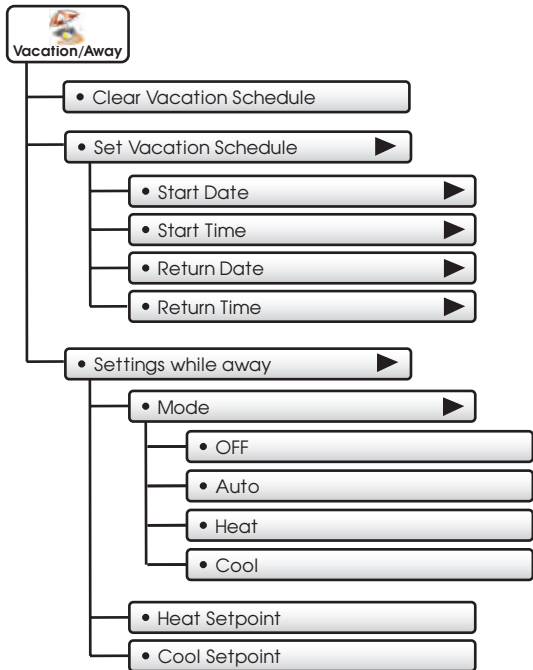 Vacation/Away
• Clear Vacation Schedule
• Set Vacation Schedule
• Start Date
• Start Time
• Return Date
• Return Time
• Settings while away
• Mode
• OFF
• Auto
• Heat
• Cool
• Heat Setpoint
• Cool Setpoint